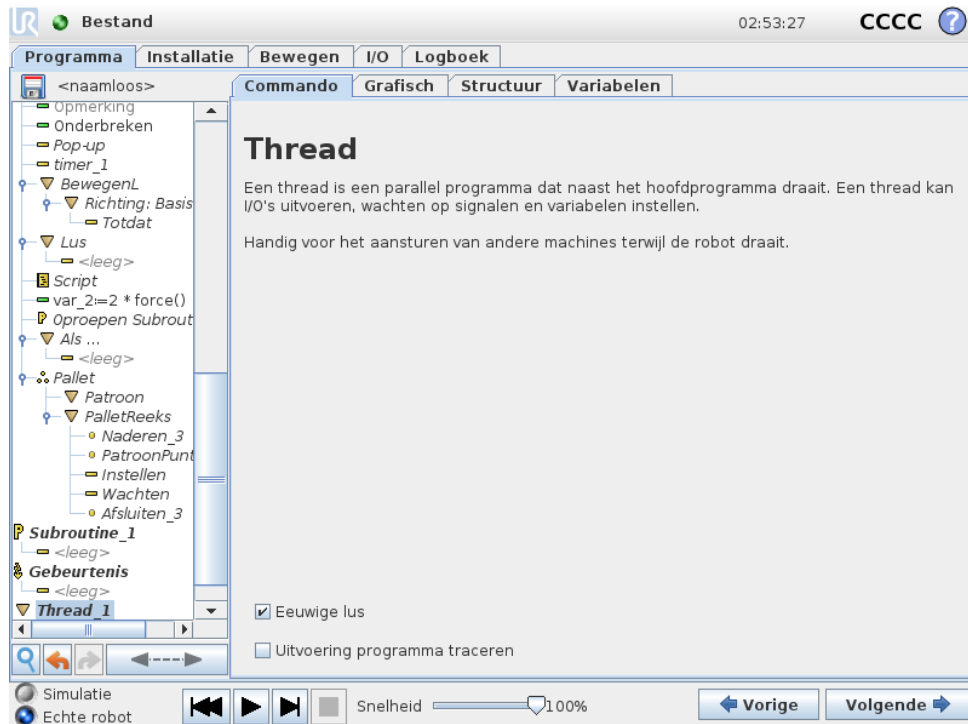 UR Bestand 02:53:27 CCCC ?
Programma Installatie Bewegen I/O Logboek
<naamloos>
Commando Grafisch Structuur Variabelen
Opmerking
Onderbreken
Pop-up
timer_1
BewegenL
Richting: Basis
Totdat
Lus
<leeg>
Script
var_2:=2 * force()
Oproepen Subrout
Als ...
<leeg>
Pallet
Patroon
PalletReeks
Naderen_3
PatroonPunt
Instellen
Wachten
Afsluiten_3
Subroutine_1
<leeg>
Gebeurtenis
<leeg>
Thread_1
Thread
Een thread is een parallel programma dat naast het hoofdprogramma draait. Een thread kan
I/O's uitvoeren, wachten op signalen en variabelen instellen.
Handig voor het aansturen van andere machines terwijl de robot draait.
Eeuwige lus
Uitvoering programma traceren
Simulatie
Echte robot
Snelheid 100%
Vorige Volgende